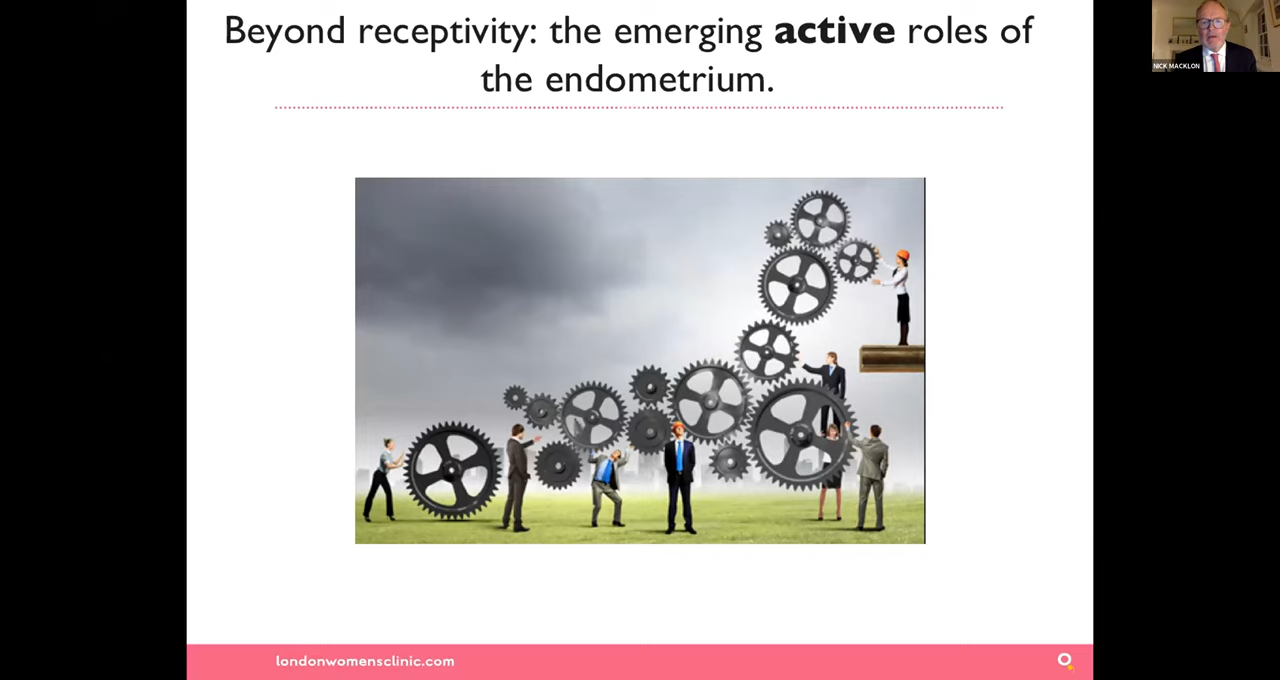 Beyond receptivity: the emerging active roles of
the endometrium.
NICK MACKLON
londonwomensclinic.com